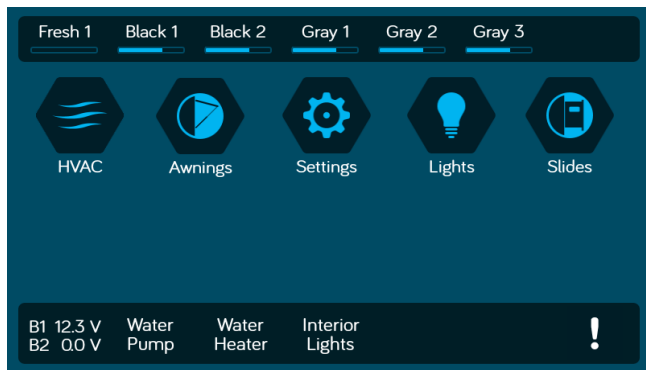 Fresh 1 Black 1 Black 2 Gray 1 Gray 2 Gray 3
HVAC Awnings Settings Lights Slides
B1 12.3 V Water Water Interior
B2 0.0 V Pump Heater Lights
!